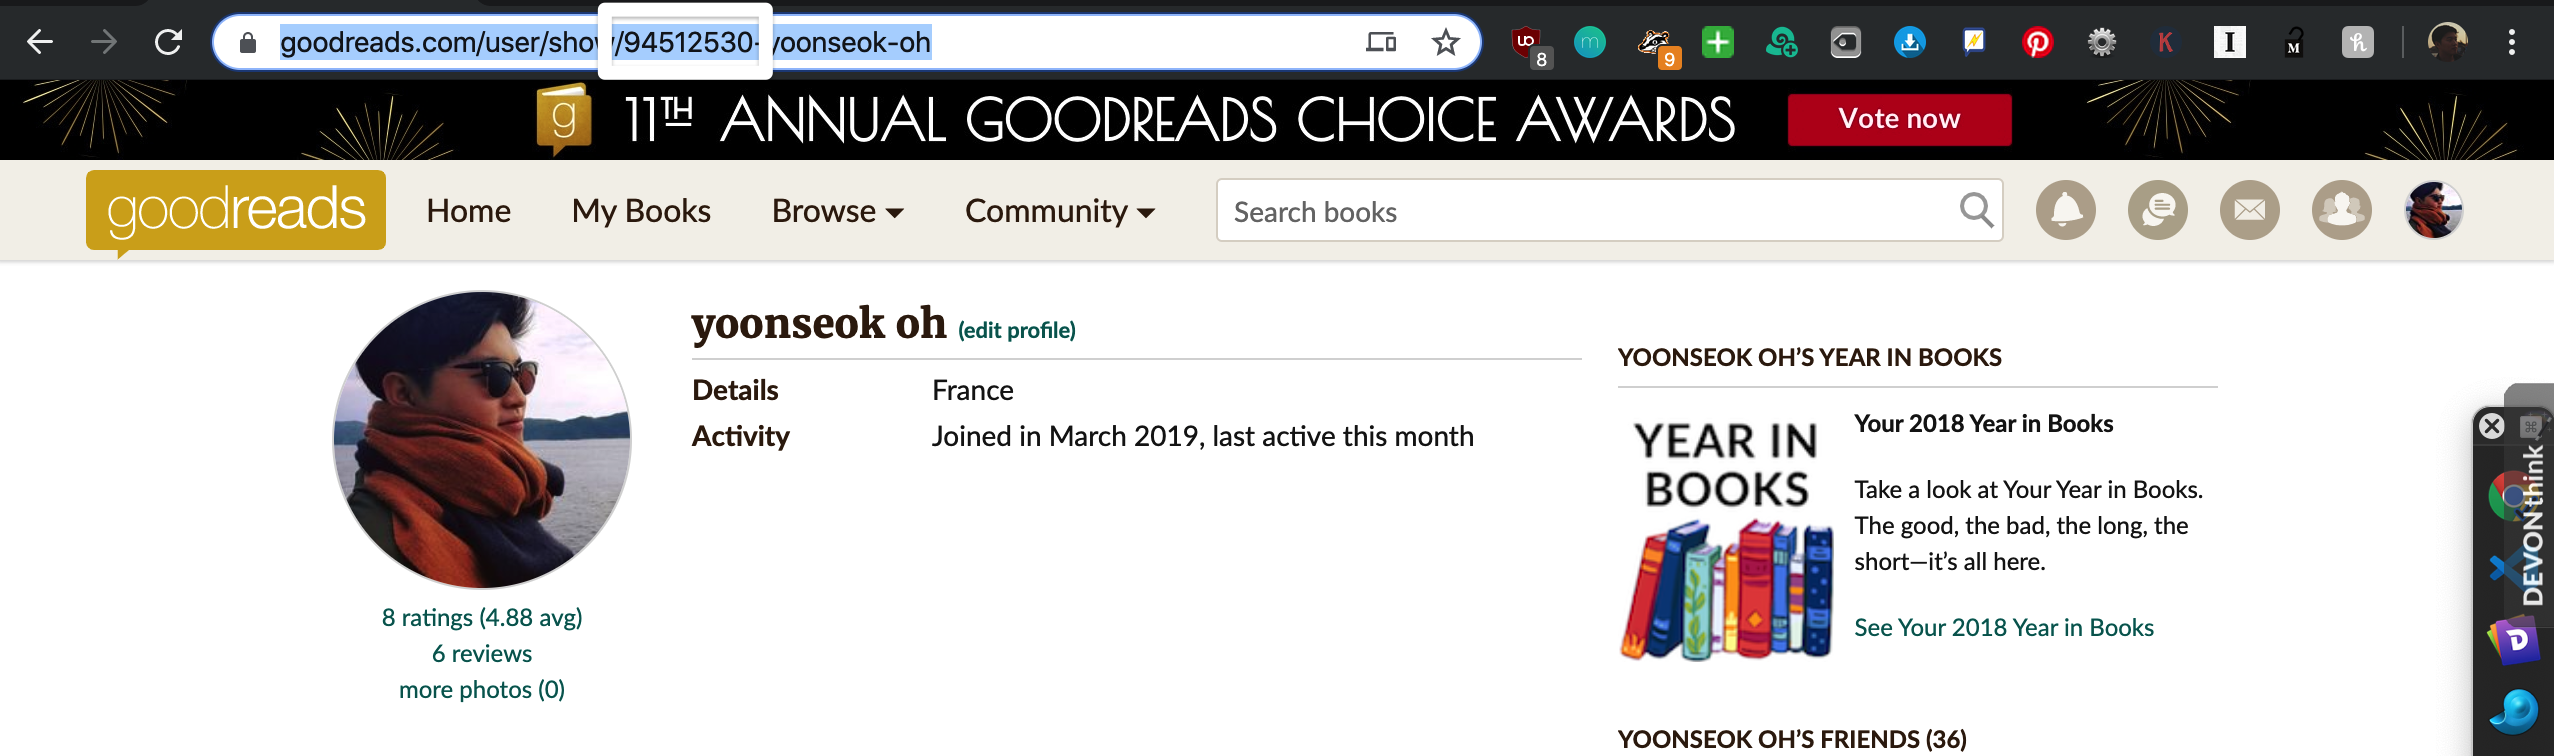 goodreads.com/user/show/94512530-yoonseok-oh
8
9
11TH ANNUAL GOODREADS CHOICE AWARDS
Vote now
goodreads
Home
My Books
Browse
Community
Search books
yoonseok oh (edit profile)
Details France
Activity Joined in March 2019, last active this month
8 ratings (4.88 avg)
6 reviews
more photos (0)
YOONSEOK OH'S YEAR IN BOOKS
YEAR IN
BOOKS
Your 2018 Year in Books
Take a look at Your Year in Books.
The good, the bad, the long, the
short—it's all here.
See Your 2018 Year in Books
YOONSEOK OH'S FRIENDS (36)
DEVONthink